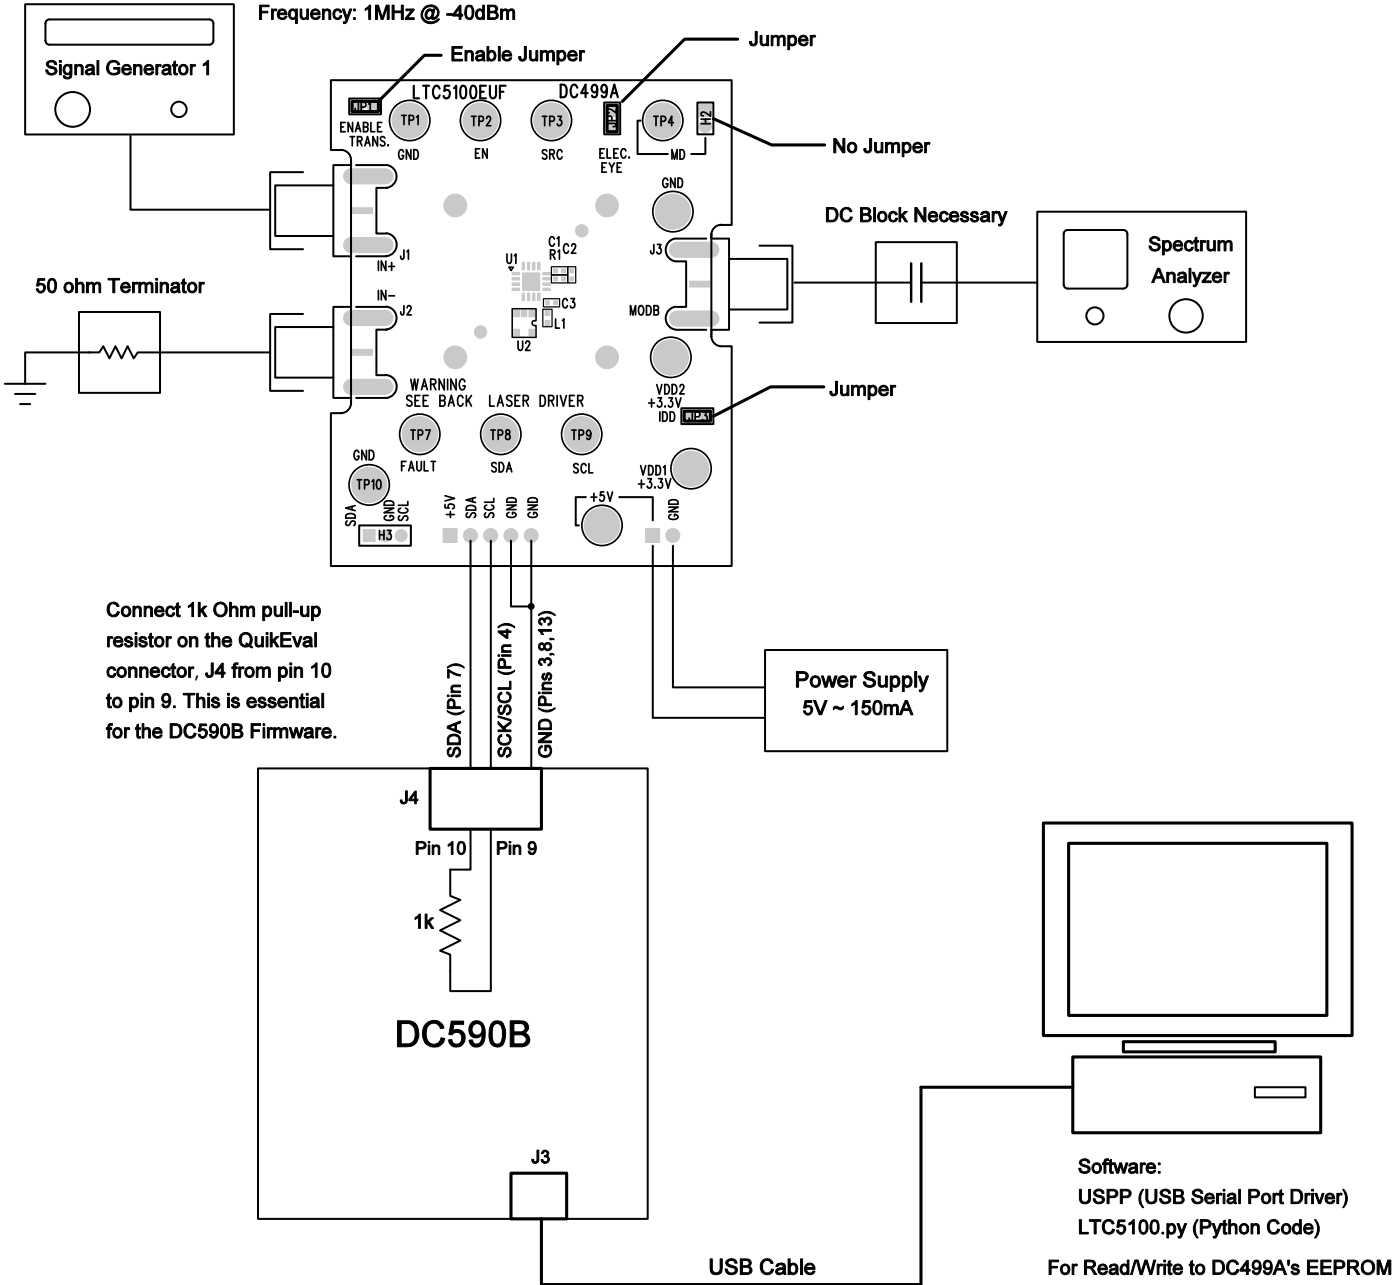 Frequency: 1MHz @ -40dBm
Signal Generator 1
Enable Jumper
Jumper
LTC5100EUF
DC499A
JP1
TP1
TP2
TP3
JP2
TP4
H2
ENABLE
TRANS.
GND
EN
SRC
ELEC.
EYE
MD
No Jumper
GND
DC Block Necessary
Spectrum
Analyzer
J1
IN+
J3
C1
R1
C2
U1
50 ohm Terminator
IN-
J2
C3
L1
U2
MODB
WARNING
SEE BACK
LASER DRIVER
VDD2
+3.3V
IDD
JP3
Jumper
TP7
TP8
TP9
FAULT
SDA
SCL
GND
TP10
VDD1
+3.3V
SDA
GND
SCL
H3
+5V
SDA
SCL
GND
GND
+5V
GND
Connect 1k Ohm pull-up
resistor on the QuikEval
connector, J4 from pin 10
to pin 9. This is essential
for the DC590B Firmware.
SDA (Pin 7)
SCK/SCL (Pin 4)
GND (Pins 3,8,13)
Power Supply
5V ~ 150mA
J4
Pin 10
Pin 9
1k
DC590B
J3
USB Cable
Software:
USPP (USB Serial Port Driver)
LTC5100.py (Python Code)
For Read/Write to DC499A's EEPROM